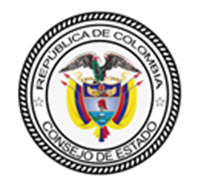 REPÚBLICA DE COLOMBIA
CONSEJO DE ESTADO